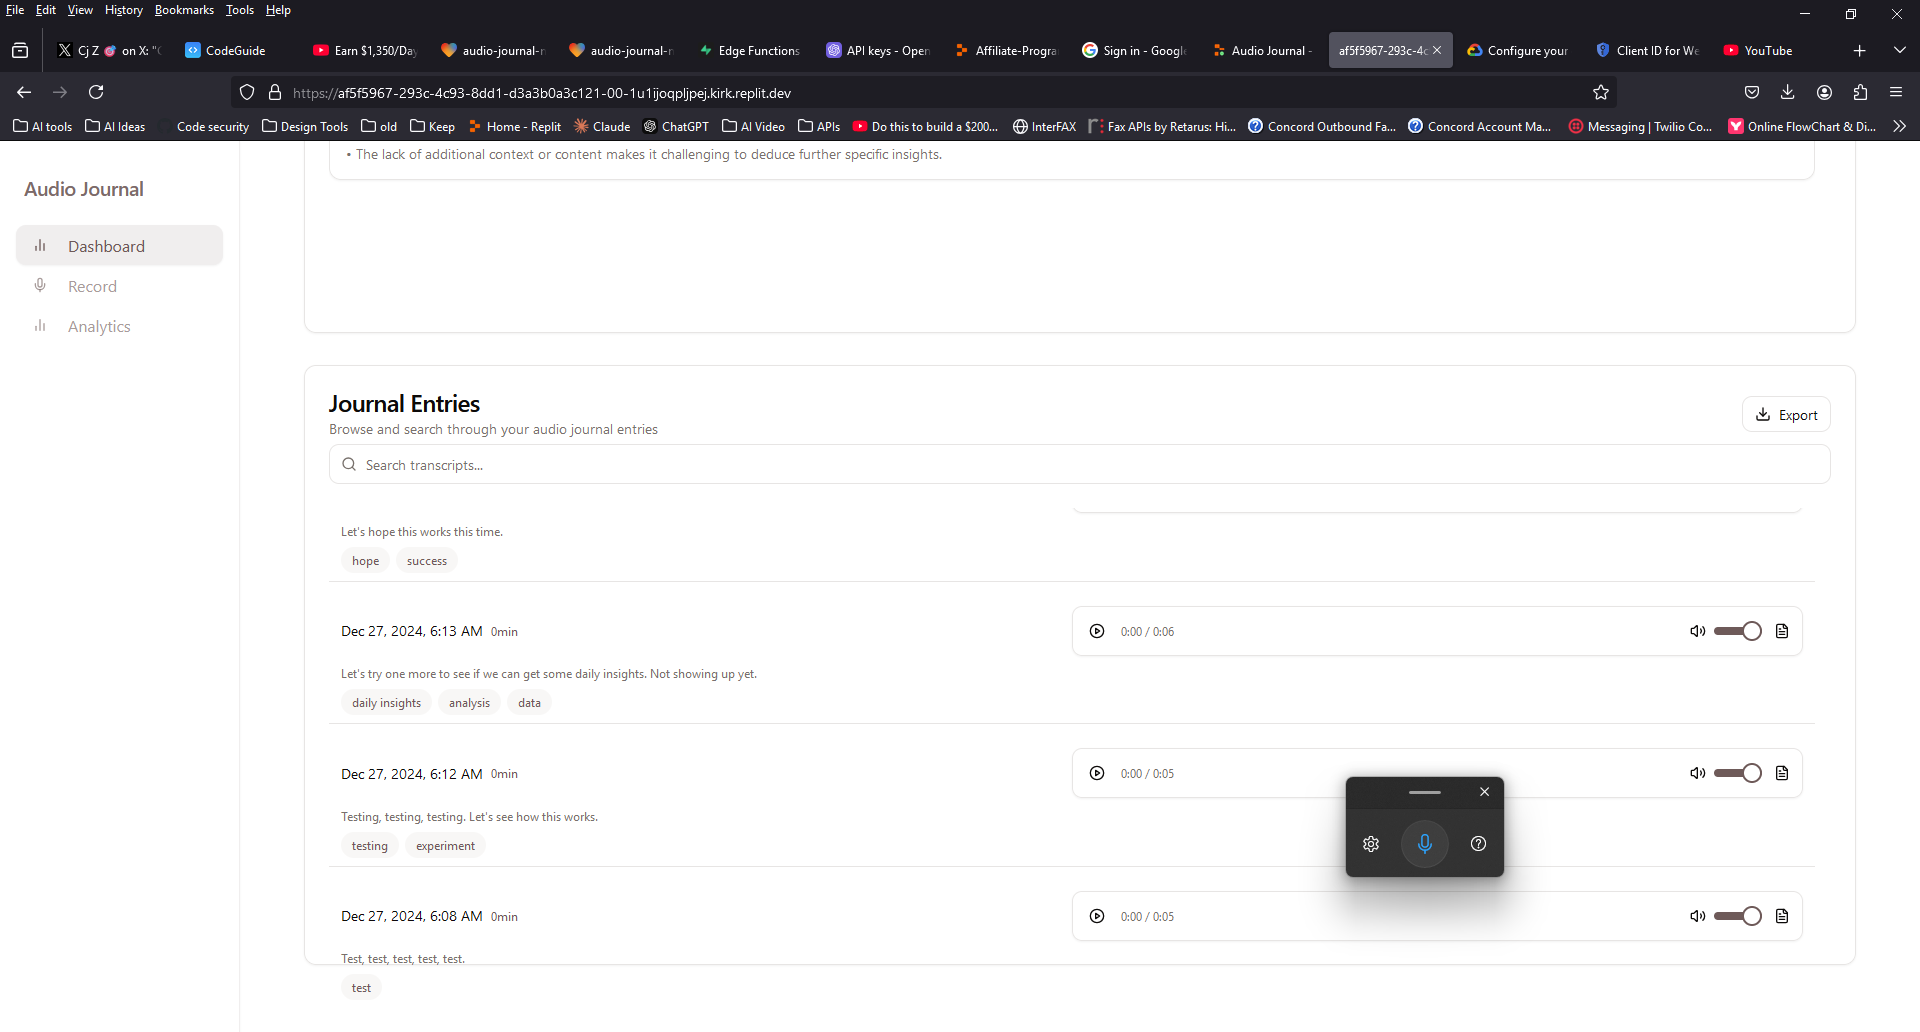 File Edit View History Bookmarks Tools Help
Cj Z on X: "C
CodeGuide
Earn $1,350/Day
audio-journal-n
audio-journal-n
Edge Functions
API keys - Open
Affiliate-Progra
Sign in - Google
Audio Journal -
af5f5967-293c-4c
Configure your
Client ID for We
YouTube
https://af5f5967-293c-4c93-8dd1-d3a3b0a3c121-00-1u1ijoqpljpej.kirk.replit.dev
AI tools
AI Ideas
Code security
Design Tools
old
Keep
Home - Replit
Claude
ChatGPT
AI Video
APIs
Do this to build a $200...
InterFAX
Fax APIs by Retarus: Hi...
Concord Outbound Fa...
Concord Account Ma...
Messaging | Twilio Co...
Online FlowChart & Di...
Audio Journal
Dashboard
Record
Analytics
• The lack of additional context or content makes it challenging to deduce further specific insights.
Journal Entries
Browse and search through your audio journal entries
Export
Search transcripts...
Let's hope this works this time.
hope success
Dec 27, 2024, 6:13 AM 0min
0:00 / 0:06
Let's try one more to see if we can get some daily insights. Not showing up yet.
daily insights analysis data
Dec 27, 2024, 6:12 AM 0min
0:00 / 0:05
Testing, testing, testing. Let's see how this works.
testing experiment
Dec 27, 2024, 6:08 AM 0min
0:00 / 0:05
Test, test, test, test, test.
test